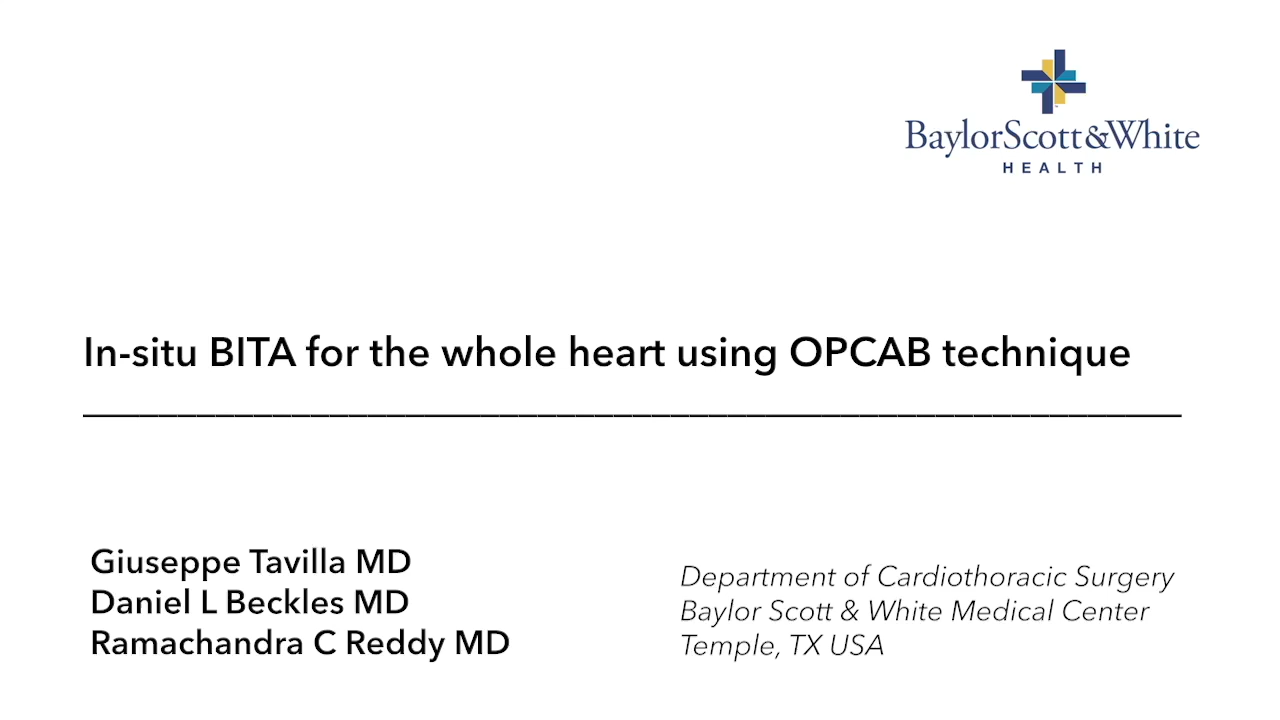 BaylorScott&White
HEALTH
In-situ BITA for the whole heart using OPCAB technique
Giuseppe Tavilla MD
Daniel L Beckles MD
Ramachandra C Reddy MD
Department of Cardiothoracic Surgery
Baylor Scott & White Medical Center
Temple, TX USA